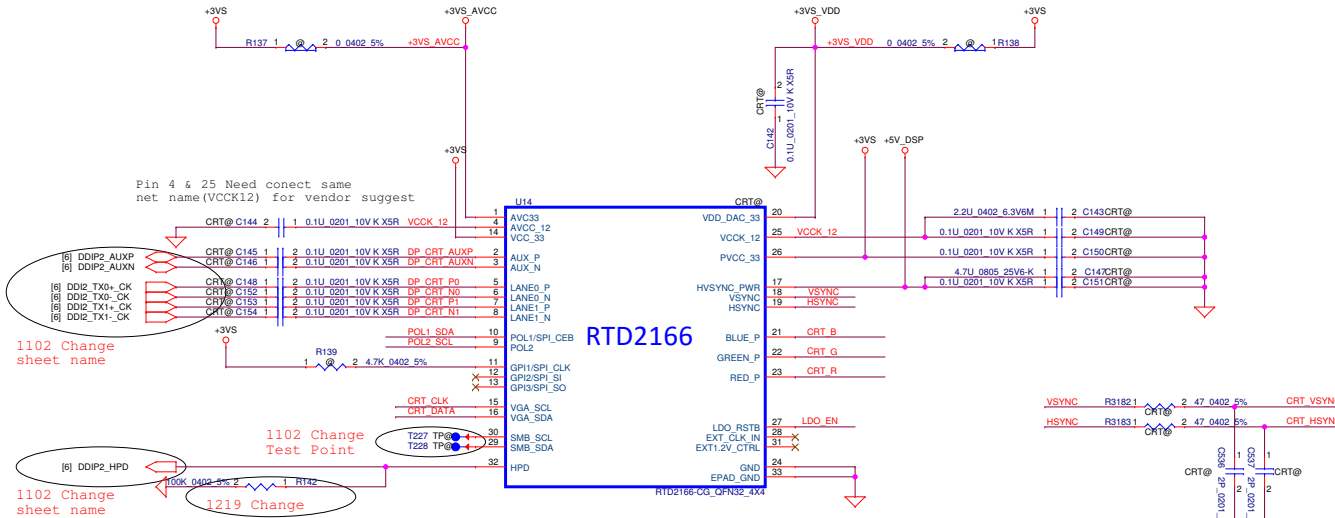 +3VS
+3VS_AVCC
+3VS_VDD
+3VS
R137 1 @ 2 0_0402_5% +3VS_AVCC
+3VS_VDD 0_0402_5% 2 @ 1 R138
CRT@
2
1
C142
0.1U_0201_10V K X5R
+3VS
+3VS
+5V_DSP
Pin 4 & 25 Need conect same
net name(VCCK12) for vendor suggest
U14
CRT@
CRT@ C144 2 1 0.1U_0201_10V K X5R VCCK_12
[6] DDIP2_AUXP CRT@ C145 1 2 0.1U_0201_10V K X5R DP_CRT_AUXP
[6] DDIP2_AUXN CRT@ C146 1 2 0.1U_0201_10V K X5R DP_CRT_AUXN
[6] DDI2_TX0+_CK CRT@ C148 1 2 0.1U_0201_10V K X5R DP_CRT_P0
[6] DDI2_TX0-_CK CRT@ C152 1 2 0.1U_0201_10V K X5R DP_CRT_N0
[6] DDI2_TX1+_CK CRT@ C153 1 2 0.1U_0201_10V K X5R DP_CRT_P1
[6] DDI2_TX1-_CK CRT@ C154 1 2 0.1U_0201_10V K X5R DP_CRT_N1
1102 Change
sheet name
POL1_SDA
POL2_SCL
+3VS
R139
1 @ 2 4.7K_0402_5%
CRT_CLK
CRT_DATA
1102 Change
Test Point
T227 TP@
T228 TP@
[6] DDIP2_HPD
100K_0402_5% 2 1 R142
1219 Change
1102 Change
sheet name
1 AVC33
4 AVCC_12
14 VCC_33
2 AUX_P
3 AUX_N
5 LANE0_P
6 LANE0_N
7 LANE1_P
8 LANE1_N
10 POL1/SPI_CEB
9 POL2
11 GPI1/SPI_CLK
12 GPI2/SPI_SI
13 GPI3/SPI_SO
15 VGA_SCL
16 VGA_SDA
30 SMB_SCL
29 SMB_SDA
32 HPD
RTD2166
VDD_DAC_33 20
VCCK_12 25 VCCK_12
PVCC_33 26
HVSYNC_PWR 17
VSYNC 18 VSYNC
HSYNC 19 HSYNC
BLUE_P 21 CRT_B
GREEN_P 22 CRT_G
RED_P 23 CRT_R
LDO_RSTB 27 LDO_EN
EXT_CLK_IN 28
EXT1.2V_CTRL 31
GND 24
EPAD_GND 33
RTD2166-CG_QFN32_4X4
2.2U_0402_6.3V6M 1 2 C143CRT@
0.1U_0201_10V K X5R 1 2 C149CRT@
0.1U_0201_10V K X5R 1 2 C150CRT@
4.7U_0805_25V6-K 1 2 C147CRT@
0.1U_0201_10V K X5R 1 2 C151CRT@
VSYNC R3182 1 2 47_0402_5% CRT_VSYNC
CRT@
HSYNC R3183 1 2 47_0402_5% CRT_HSYN
CRT@
C536
1
CRT@
2
2P_0201_
C537
1
CRT@
2
2P_0201_